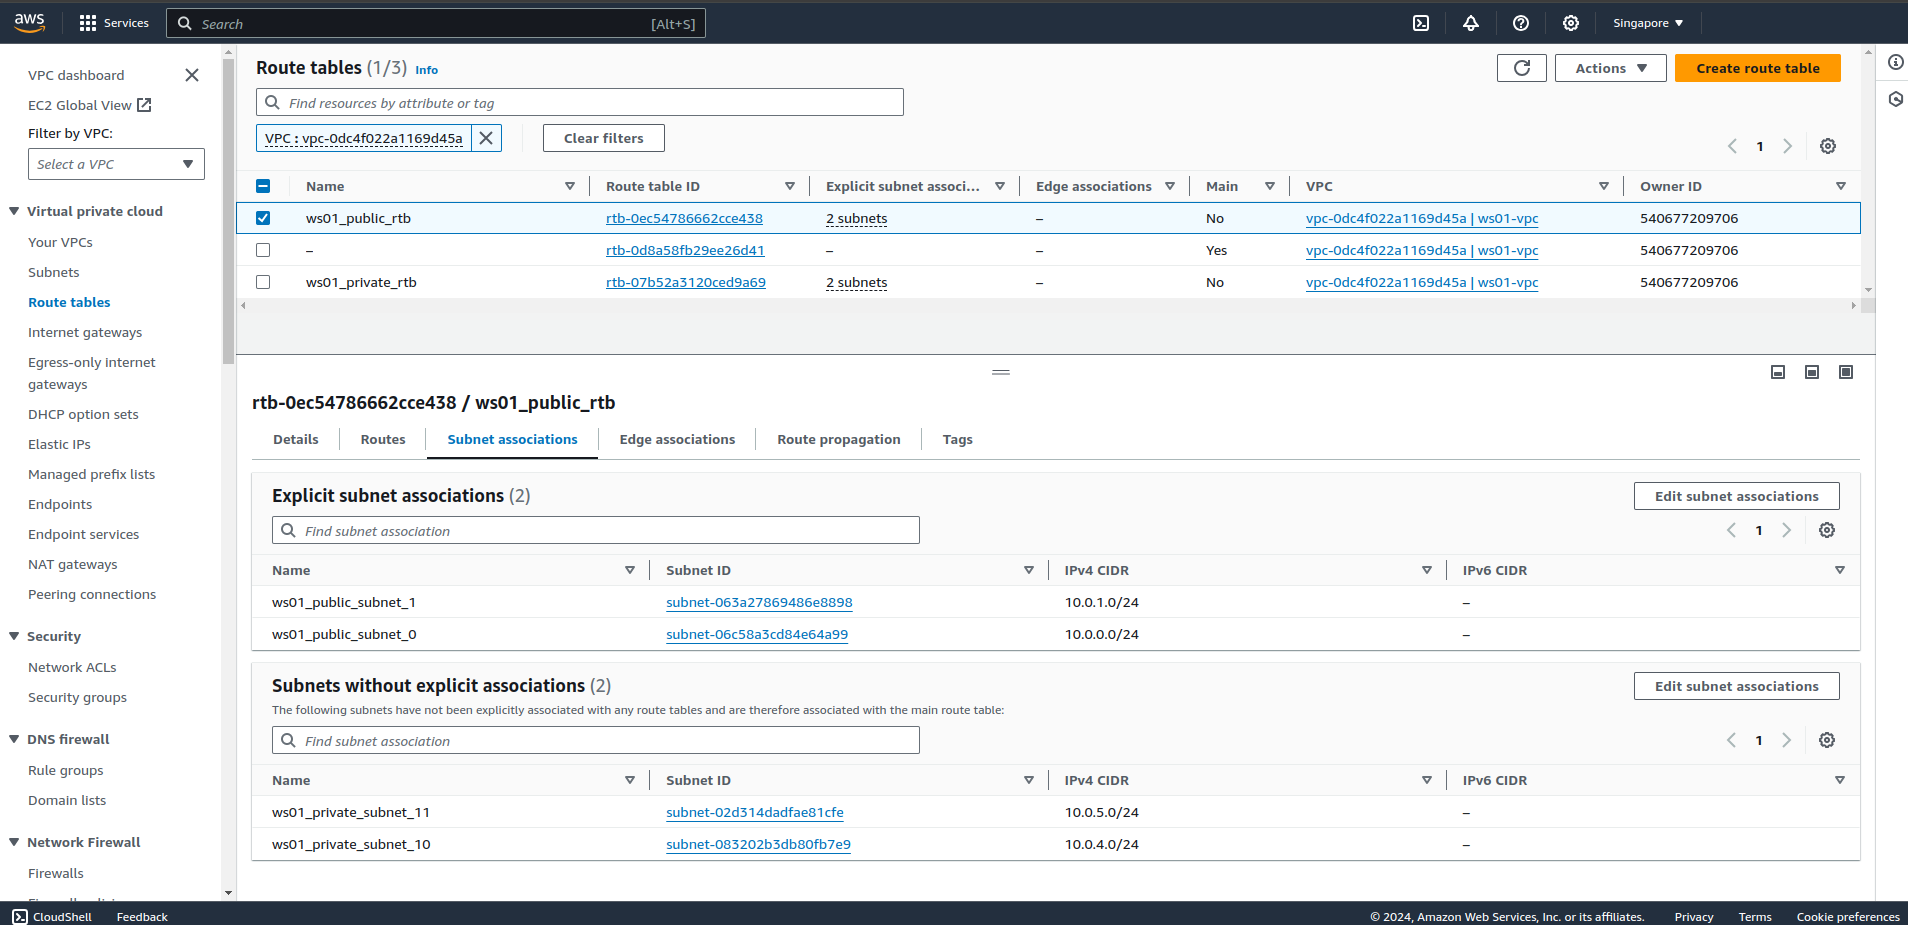 aws Services Search [Alt+S] Singapore
VPC dashboard
EC2 Global View
Filter by VPC:
Select a VPC
Virtual private cloud
Your VPCs
Subnets
Route tables
Internet gateways
Egress-only internet
gateways
DHCP option sets
Elastic IPs
Managed prefix lists
Endpoints
Endpoint services
NAT gateways
Peering connections
Security
Network ACLs
Security groups
DNS firewall
Rule groups
Domain lists
Network Firewall
Firewalls
Route tables (1/3) Info
Actions
Create route table
Find resources by attribute or tag
VPC : vpc-0dc4f022a1169d45a
Clear filters
1
Name Route table ID Explicit subnet associ... Edge associations Main VPC Owner ID
ws01_public_rtb rtb-0ec54786662cce438 2 subnets – No vpc-0dc4f022a1169d45a | ws01-vpc 540677209706
– rtb-0d8a58fb29ee26d41 – – Yes vpc-0dc4f022a1169d45a | ws01-vpc 540677209706
ws01_private_rtb rtb-07b52a3120ced9a69 2 subnets – No vpc-0dc4f022a1169d45a | ws01-vpc 540677209706
rtb-0ec54786662cce438 / ws01_public_rtb
Details Routes Subnet associations Edge associations Route propagation Tags
Explicit subnet associations (2)
Edit subnet associations
Find subnet association
1
Name Subnet ID IPv4 CIDR IPv6 CIDR
ws01_public_subnet_1 subnet-063a27869486e8898 10.0.1.0/24 –
ws01_public_subnet_0 subnet-06c58a3cd84e64a99 10.0.0.0/24 –
Subnets without explicit associations (2)
Edit subnet associations
The following subnets have not been explicitly associated with any route tables and are therefore associated with the main route table:
Find subnet association
1
Name Subnet ID IPv4 CIDR IPv6 CIDR
ws01_private_subnet_11 subnet-02d314dadfae81cfe 10.0.5.0/24 –
ws01_private_subnet_10 subnet-083202b3db80fb7e9 10.0.4.0/24 –
CloudShell Feedback © 2024, Amazon Web Services, Inc. or its affiliates. Privacy Terms Cookie preferences